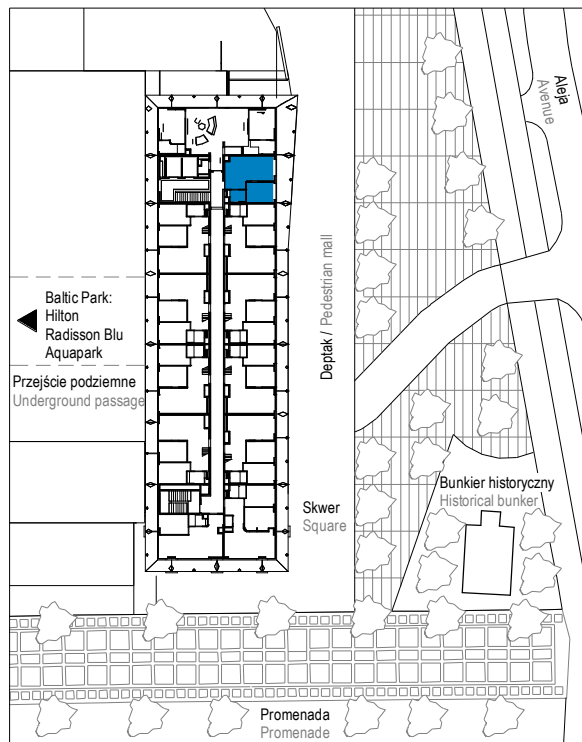 Aleja
Avenue
Deptak / Pedestrian mall
Baltic Park:
Hilton
Radisson Blu
Aquapark
Przejście podziemne
Underground passage
Skwer
Square
Bunkier historyczny
Historical bunker
Promenada
Promenade